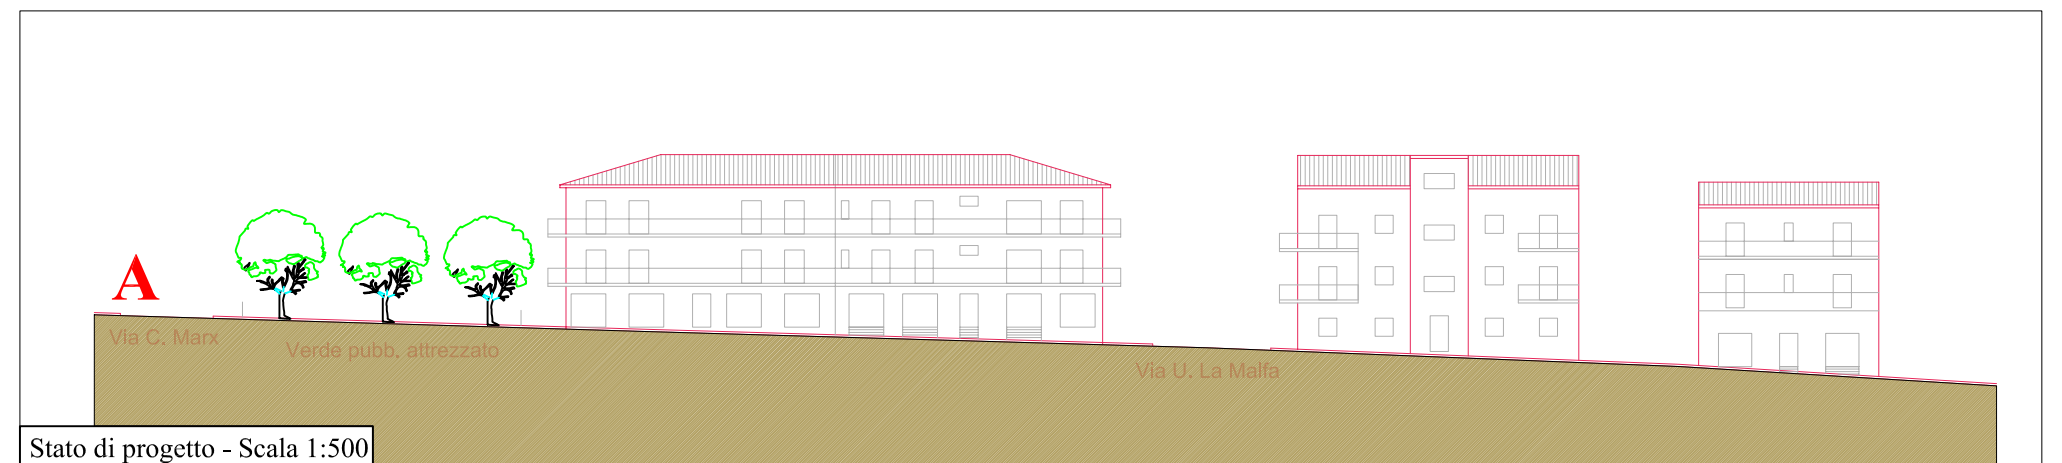 A
Via C. Marx
Verde pubb. attrezzato
Via U. La Malfa
Stato di progetto - Scala 1:500